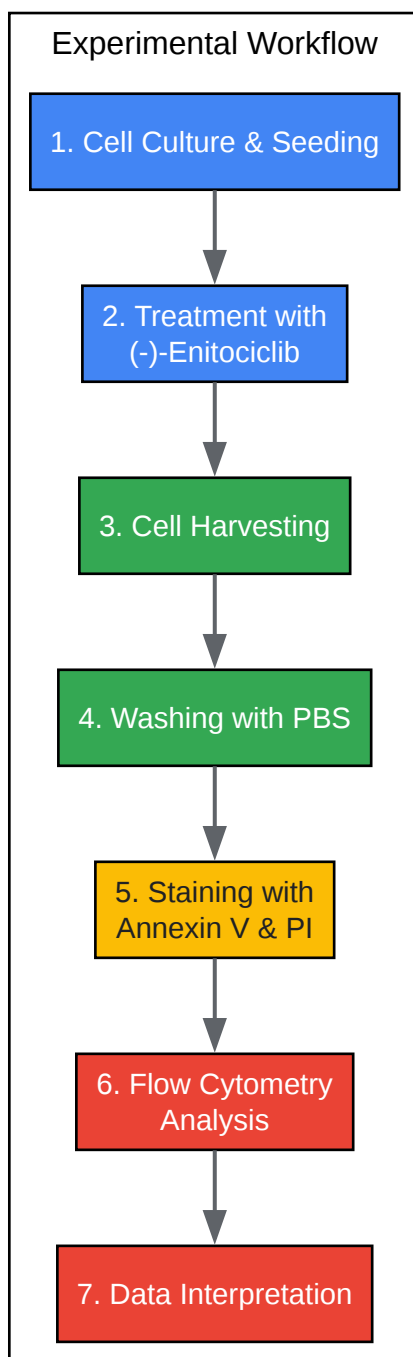 Experimental Workflow
1. Cell Culture & Seeding
2. Treatment with
(-)-Enitociclib
3. Cell Harvesting
4. Washing with PBS
5. Staining with
Annexin V & PI
6. Flow Cytometry
Analysis
7. Data Interpretation